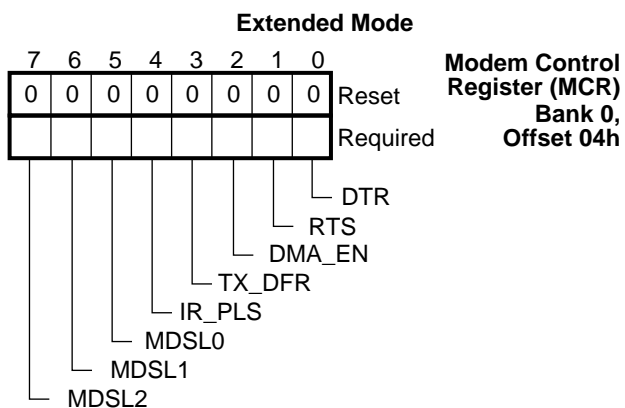 Extended Mode
7 6 5 4 3 2 1 0
0 0 0 0 0 0 0 0 Reset
Required
Modem Control
Register (MCR)
Bank 0,
Offset 04h
DTR
RTS
DMA_EN
TX_DFR
IR_PLS
MDSL0
MDSL1
MDSL2